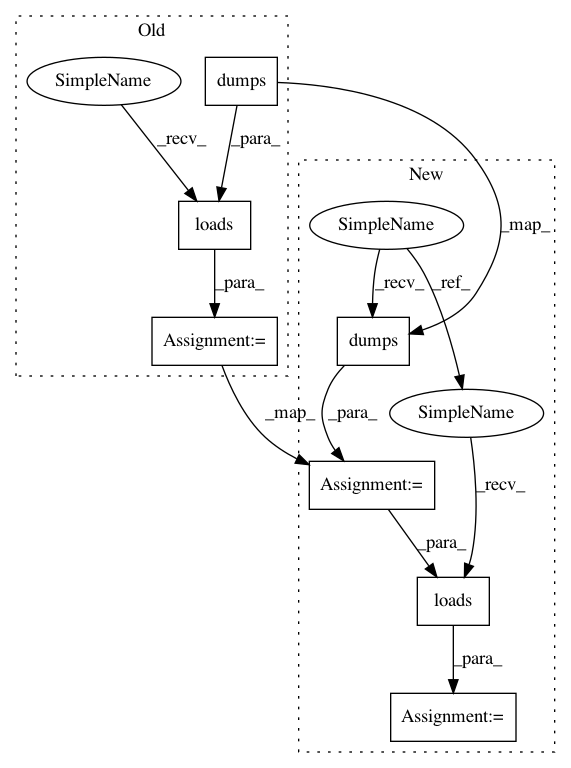 Old
SimpleName
dumps
_recv_
_para_
New
loads
SimpleName
_map_
_para_
_recv_
_ref_
Assignment:=
dumps
_map_
_para_
SimpleName
Assignment:=
_recv_
_para_
loads
_para_
Assignment:=